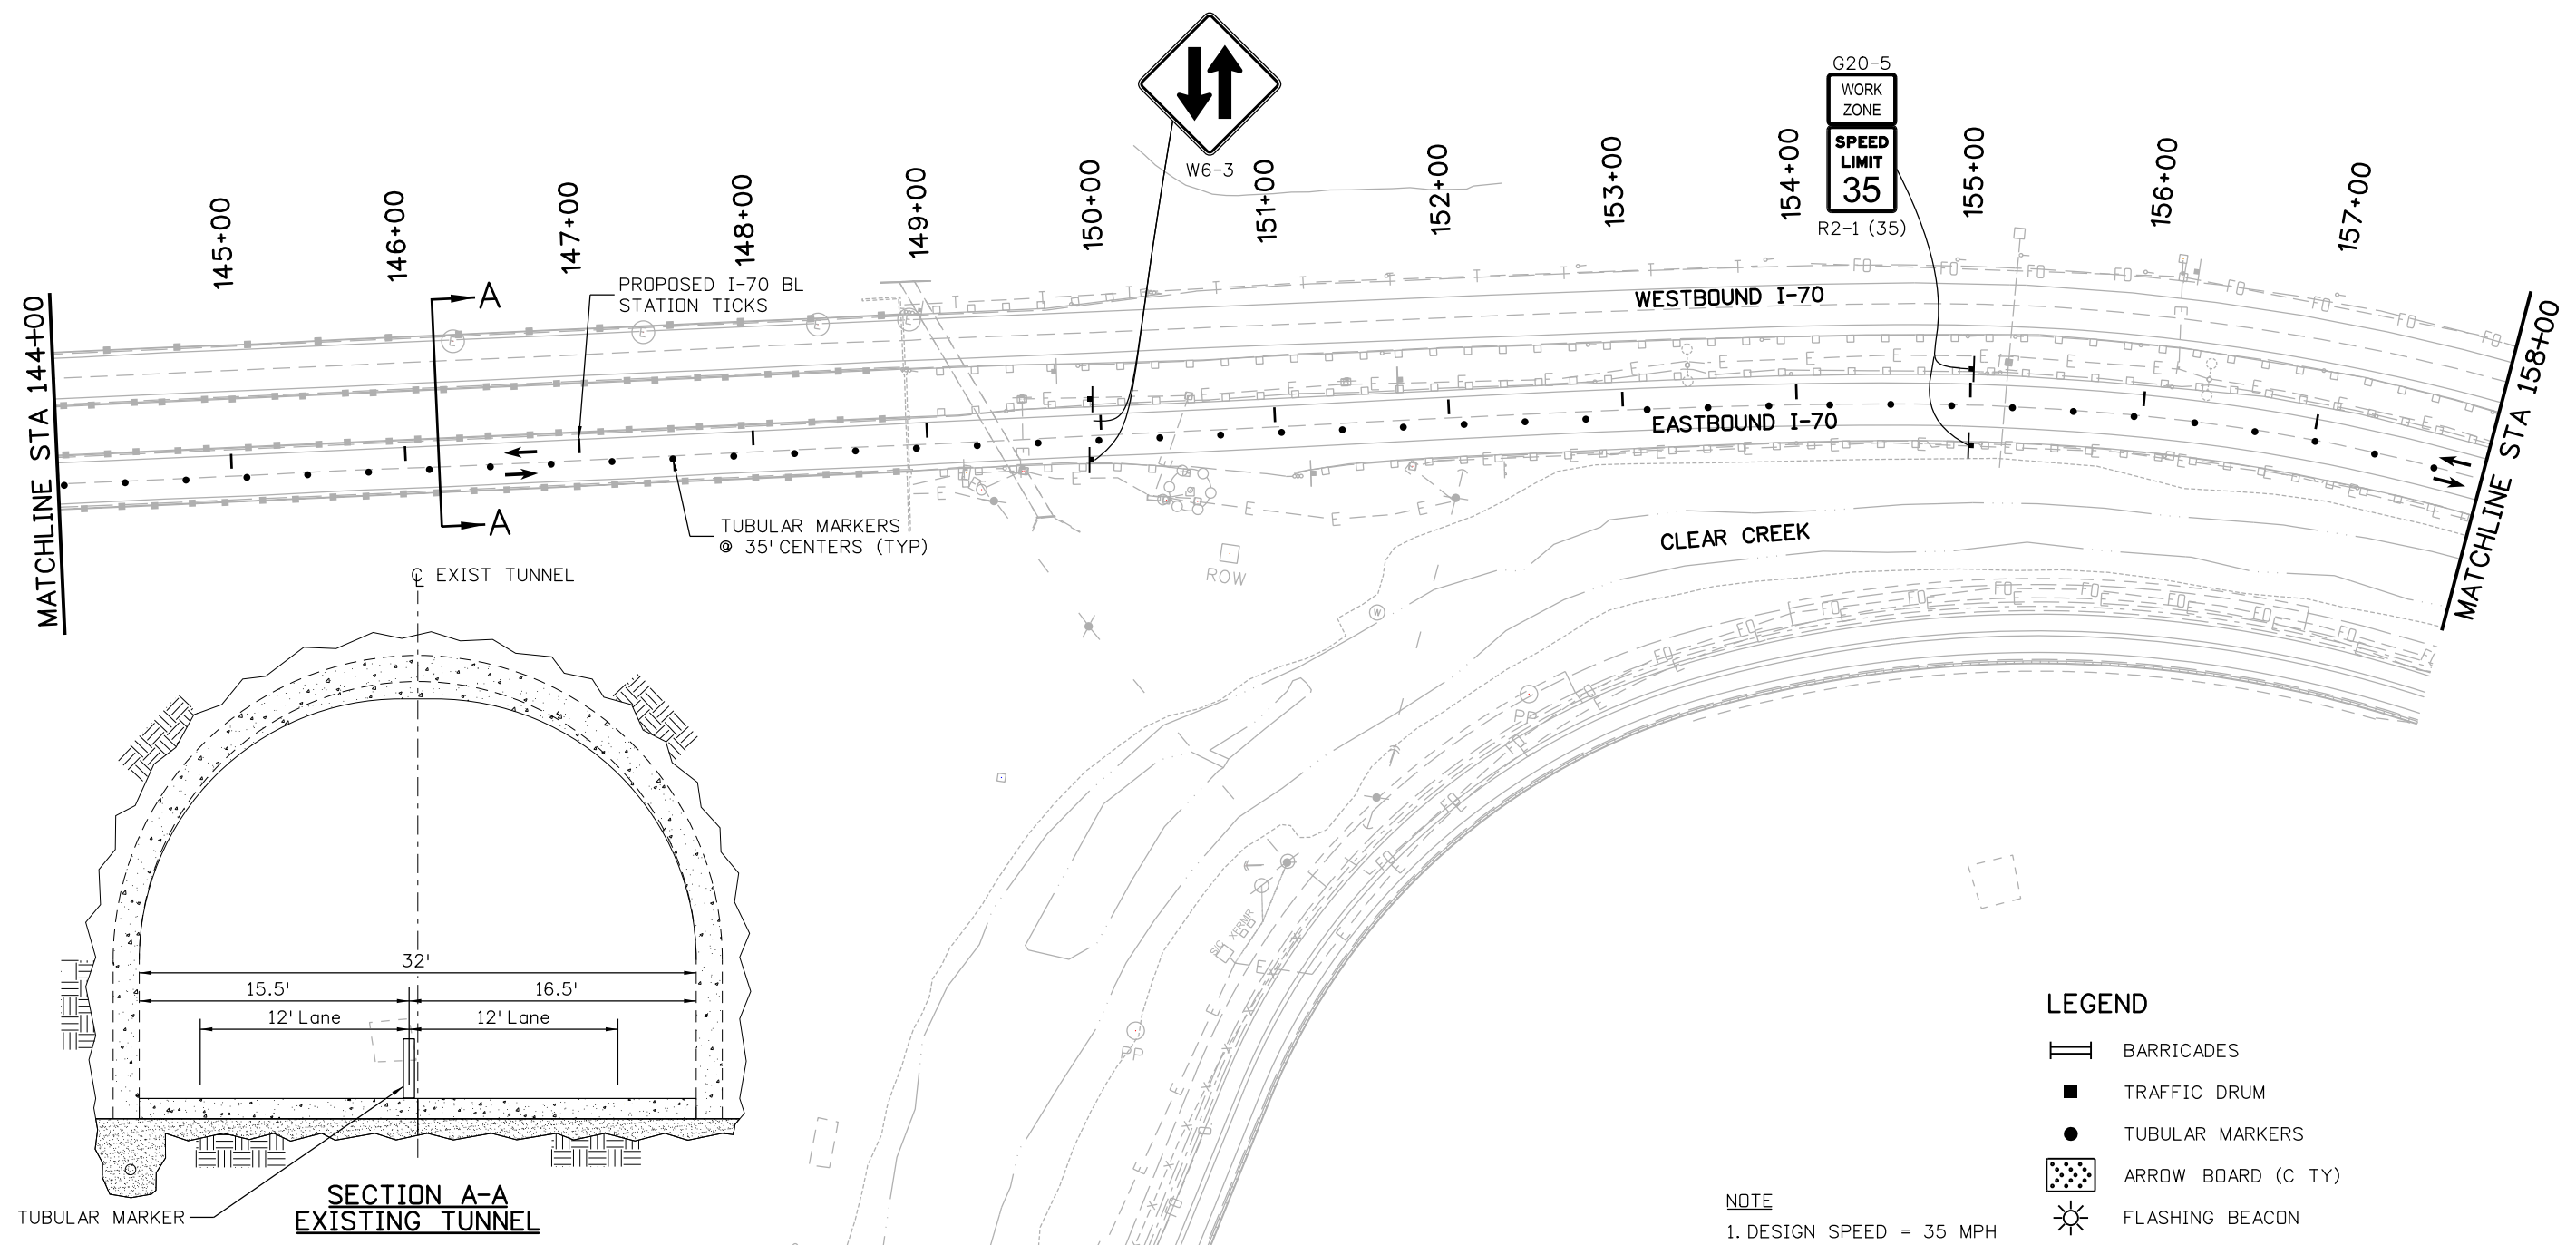 G20-5
WORK
ZONE
SPEED
LIMIT
35
R2-1 (35)
W6-3
145+00
146+00
147+00
148+00
149+00
150+00
151+00
152+00
153+00
154+00
155+00
156+00
157+00
MATCHLINE STA 144+00
MATCHLINE STA 158+00
A
A
PROPOSED I-70 BL
STATION TICKS
WESTBOUND I-70
EASTBOUND I-70
TUBULAR MARKERS
@ 35' CENTERS (TYP)
CLEAR CREEK
ROW
W
PP
PP
S/C XFRMR
℄ EXIST TUNNEL
32'
15.5'
16.5'
12' Lane
12' Lane
TUBULAR MARKER
SECTION A-A
EXISTING TUNNEL
LEGEND
BARRICADES
TRAFFIC DRUM
TUBULAR MARKERS
ARROW BOARD (C TY)
FLASHING BEACON
NOTE
1. DESIGN SPEED = 35 MPH